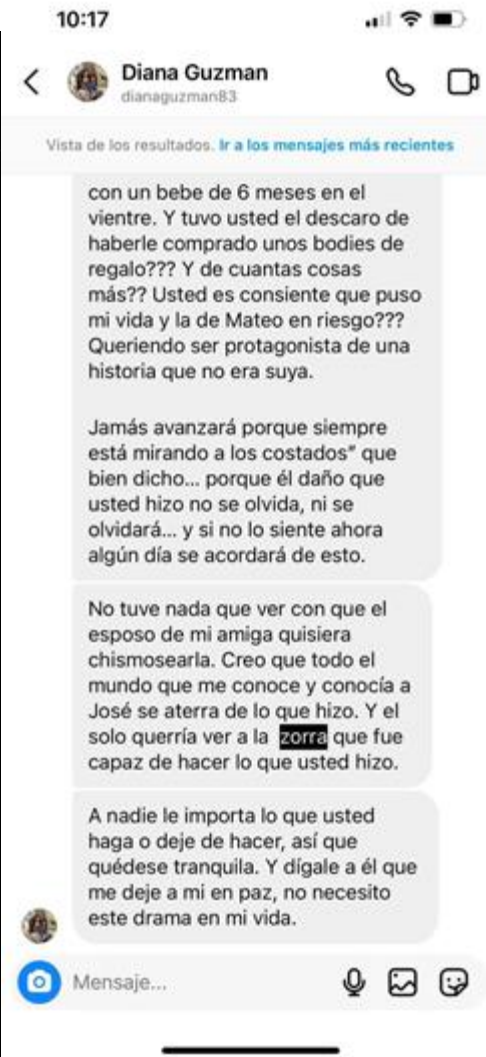 10:17
Diana Guzman
dianaguzman83
Vista de los resultados. Ir a los mensajes más recientes
con un bebe de 6 meses en el
vientre. Y tuvo usted el descaro de
haberle comprado unos bodies de
regalo??? Y de cuantas cosas
más?? Usted es consiente que puso
mi vida y la de Mateo en riesgo???
Queriendo ser protagonista de una
historia que no era suya.
Jamás avanzará porque siempre
está mirando a los costados" que
bien dicho... porque él daño que
usted hizo no se olvida, ni se
olvidará... y si no lo siente ahora
algún día se acordará de esto.
No tuve nada que ver con que el
esposo de mi amiga quisiera
chismosearla. Creo que todo el
mundo que me conoce y conocía a
José se aterra de lo que hizo. Y el
solo querría ver a la zorra que fue
capaz de hacer lo que usted hizo.
A nadie le importa lo que usted
haga o deje de hacer, así que
quédese tranquila. Y dígale a él que
me deje a mi en paz, no necesito
este drama en mi vida.
Mensaje...